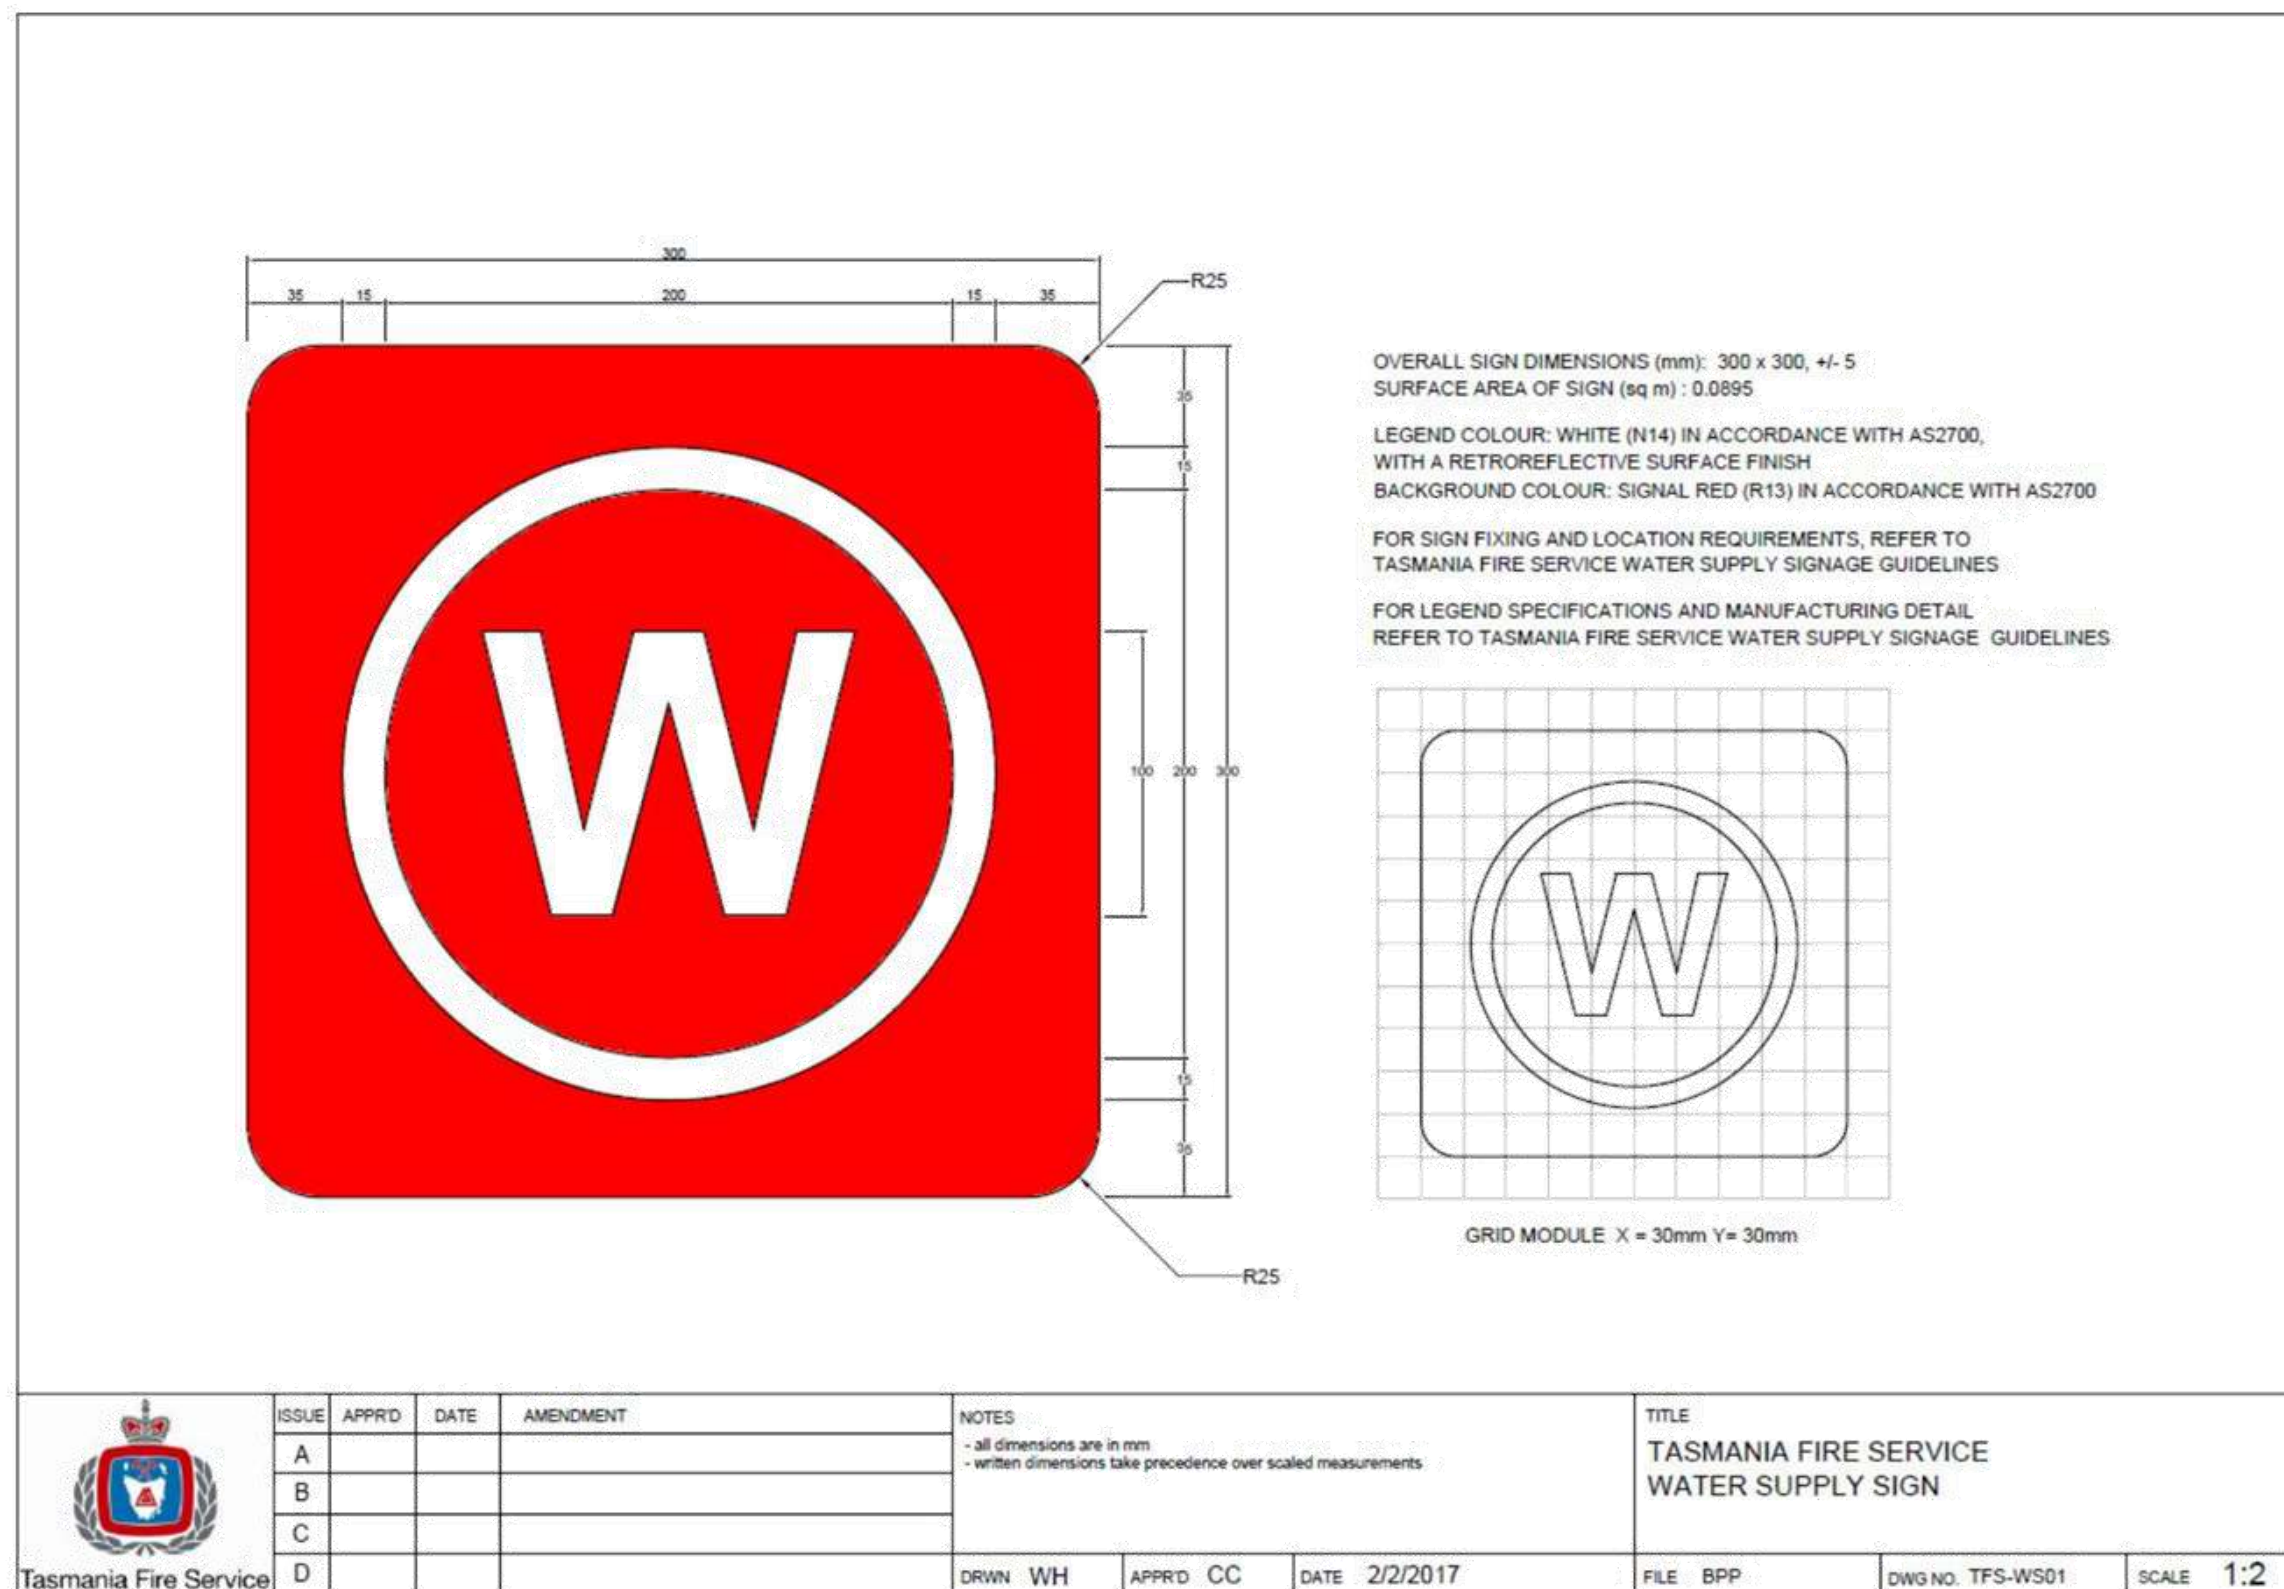 300
35 15 200 15 35
R25
35
15
100 200 300
15
35
R25
W
OVERALL SIGN DIMENSIONS (mm): 300 x 300, +/- 5
SURFACE AREA OF SIGN (sq m) : 0.0895
LEGEND COLOUR: WHITE (N14) IN ACCORDANCE WITH AS2700,
WITH A RETROREFLECTIVE SURFACE FINISH
BACKGROUND COLOUR: SIGNAL RED (R13) IN ACCORDANCE WITH AS2700
FOR SIGN FIXING AND LOCATION REQUIREMENTS, REFER TO
TASMANIA FIRE SERVICE WATER SUPPLY SIGNAGE GUIDELINES
FOR LEGEND SPECIFICATIONS AND MANUFACTURING DETAIL
REFER TO TASMANIA FIRE SERVICE WATER SUPPLY SIGNAGE GUIDELINES
W
GRID MODULE X = 30mm Y= 30mm
Tasmania Fire Service
ISSUE APPR'D DATE AMENDMENT
A
B
C
D
NOTES
- all dimensions are in mm
- written dimensions take precedence over scaled measurements
DRWN WH APPR'D CC DATE 2/2/2017
TITLE
TASMANIA FIRE SERVICE
WATER SUPPLY SIGN
FILE BPP DWG NO. TFS-WS01 SCALE 1:2